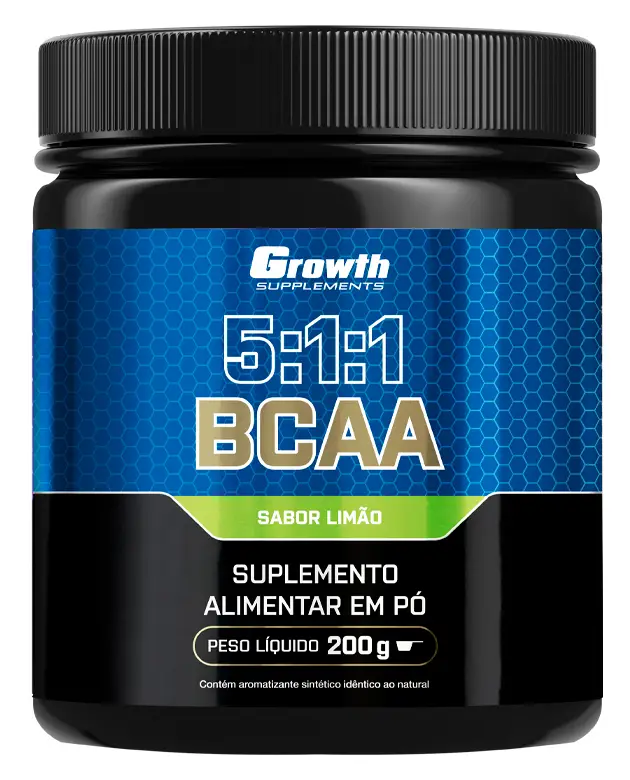 Growth
SUPPLEMENTS
5:1:1
BCAA
SABOR LIMÃO
SUPLEMENTO
ALIMENTAR EM PÓ
PESO LÍQUIDO 200g
Contém aromatizante sintético idêntico ao natural